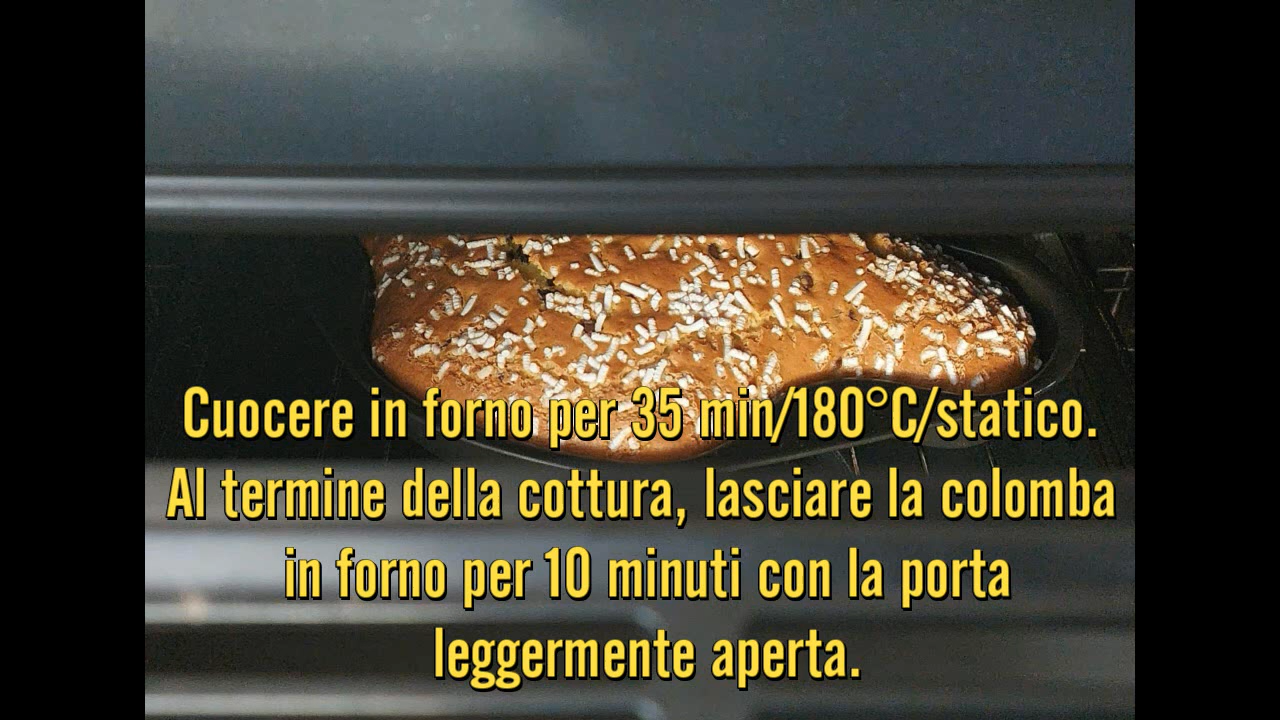 Cuocere in forno per 35 min/180°C/statico.
Al termine della cottura, lasciare la colomba
in forno per 10 minuti con la porta
leggermente aperta.